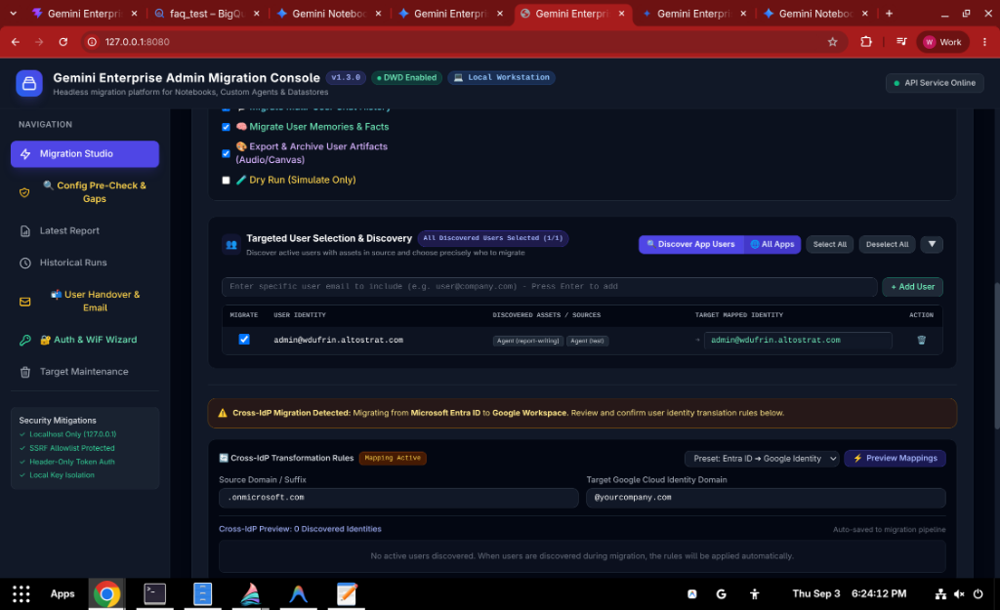 Gemini Enterpri
faq_test – BigQu
Gemini Notebo
Gemini Enterpri
Gemini Enterpri
Gemini Enterpri
Gemini Notebo
127.0.0.1:8080
W Work
Gemini Enterprise Admin Migration Console
v1.3.0
DWD Enabled
Local Workstation
Headless migration platform for Notebooks, Custom Agents & Datastores
API Service Online
NAVIGATION
Migration Studio
Config Pre-Check &
Gaps
Latest Report
Historical Runs
User Handover &
Email
Auth & WiF Wizard
Target Maintenance
Security Mitigations
✓ Localhost Only (127.0.0.1)
✓ SSRF Allowlist Protected
✓ Header-Only Token Auth
✓ Local Key Isolation
Migrate User Memories & Facts
Export & Archive User Artifacts
(Audio/Canvas)
Dry Run (Simulate Only)
Targeted User Selection & Discovery
All Discovered Users Selected (1/1)
Discover active users with assets in source and choose precisely who to migrate
Discover App Users
All Apps
Select All
Deselect All
Enter specific user email to include (e.g. user@company.com) - Press Enter to add
+ Add User
MIGRATE
USER IDENTITY
DISCOVERED ASSETS / SOURCES
TARGET MAPPED IDENTITY
ACTION
admin@wdufrin.altostrat.com
Agent (report-writing)
Agent (test)
→ admin@wdufrin.altostrat.com
Cross-IdP Migration Detected: Migrating from Microsoft Entra ID to Google Workspace. Review and confirm user identity translation rules below.
Cross-IdP Transformation Rules
Mapping Active
Preset: Entra ID ➔ Google Identity
Preview Mappings
Source Domain / Suffix
Target Google Cloud Identity Domain
.onmicrosoft.com
@yourcompany.com
Cross-IdP Preview: 0 Discovered Identities
Auto-saved to migration pipeline
No active users discovered. When users are discovered during migration, the rules will be applied automatically.
Apps
Thu Sep 3
6:24:12 PM